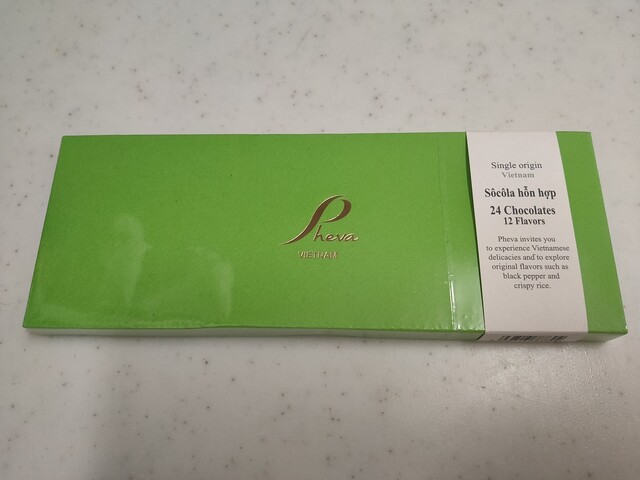 Pheva
VIETNAM
Single origin
Vietnam
Sôcôla hỗn hợp
24 Chocolates
12 Flavors
Pheva invites you
to experience Vietnamese
delicacies and to explore
original flavors such as
black pepper and
crispy rice.